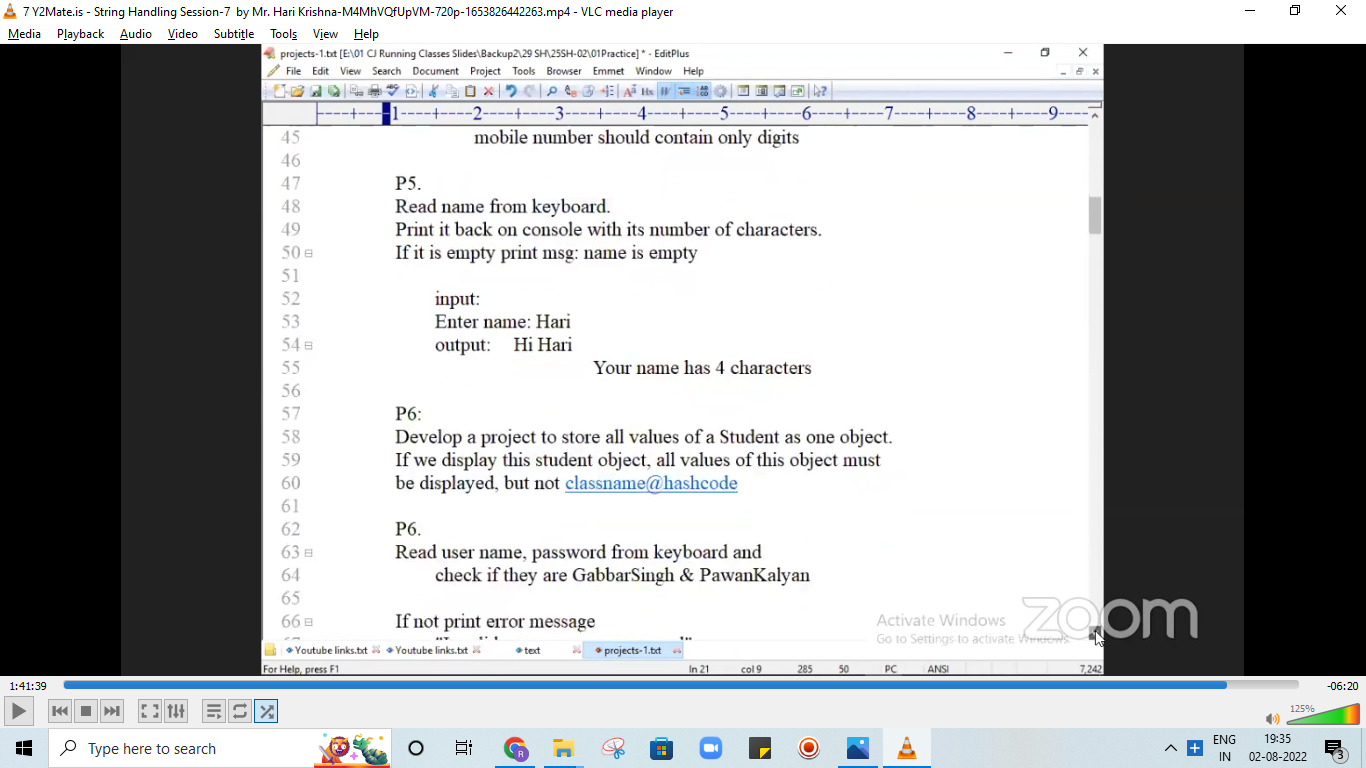 7 Y2Mate.is - String Handling Session-7 by Mr. Hari Krishna-M4MhVQfUpVM-720p-1653826442263.mp4 - VLC media player
Media Playback Audio Video Subtitle Tools View Help
projects-1.txt [E:\01 CJ Running Classes Slides\Backup2\29 SH\25SH-02\01Practice] * - EditPlus
File Edit View Search Document Project Tools Browser Emmet Window Help
----+----1----+----2----+----3----+----4----+----5----+----6----+----7----+----8----+----9----
45 mobile number should contain only digits
46
47 P5.
48 Read name from keyboard.
49 Print it back on console with its number of characters.
50 If it is empty print msg: name is empty
51
52 input:
53 Enter name: Hari
54 output: Hi Hari
55 Your name has 4 characters
56
57 P6:
58 Develop a project to store all values of a Student as one object.
59 If we display this student object, all values of this object must
60 be displayed, but not classname@hashcode
61
62 P6.
63 Read user name, password from keyboard and
64 check if they are GabbarSingh & PawanKalyan
65
66 If not print error message
Activate Windows
Go to Settings to activate Windows.
zoom
Youtube links.txt Youtube links.txt text projects-1.txt
For Help, press F1 ln 21 col 9 285 50 PC ANSI 7,242
1:41:39 -06:20
125%
Type here to search
ENG
IN
19:35
02-08-2022
3